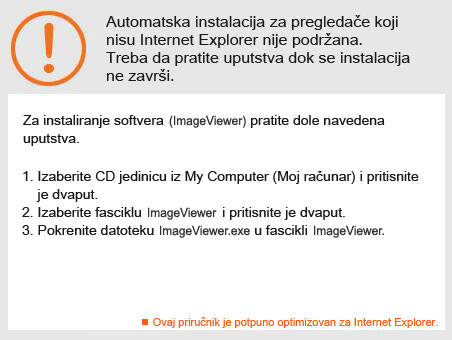 Automatska instalacija za pregledače koji
nisu Internet Explorer nije podržana.
Treba da pratite uputstva dok se instalacija
ne završi.
Za instaliranje softvera (ImageViewer) pratite dole navedena
uputstva.
1. Izaberite CD jedinicu iz My Computer (Moj računar) i pritisnite
je dvaput.
2. Izaberite fasciklu ImageViewer i pritisnite je dvaput.
3. Pokrenite datoteku ImageViewer.exe u fascikli ImageViewer.
Ovaj priručnik je potpuno optimizovan za Internet Explorer.